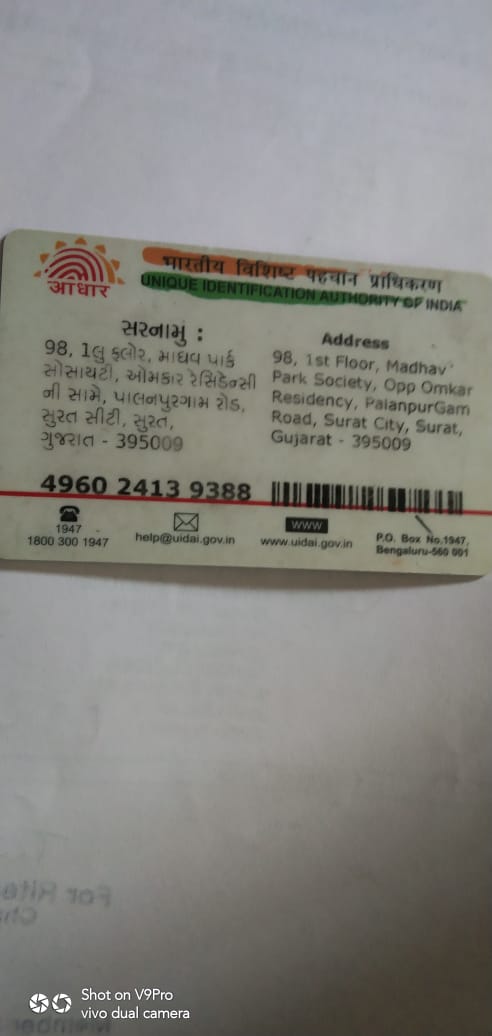 आधार
भारतीय विशिष्ट पहचान प्राधिकरण
UNIQUE IDENTIFICATION AUTHORITY OF INDIA
સરનામુ :
98, 1લુ ફ્લોર, માધવ પાર્ક
સોસાયટી, ઓમકાર રેસિડેન્સી
ની સામે, પાલનપુરગામ રોડ,
સુરત સીટી, સુરત,
ગુજરાત - 395009
Address
98, 1st Floor, Madhav
Park Society, Opp Omkar
Residency, PalanpurGam
Road, Surat City, Surat,
Gujarat - 395009
4960 2413 9388
1947
1800 300 1947
help@uidai.gov.in
WWW
www.uidai.gov.in
P.O. Box No.1947,
Bengaluru-560 001
Shot on V9Pro
vivo dual camera